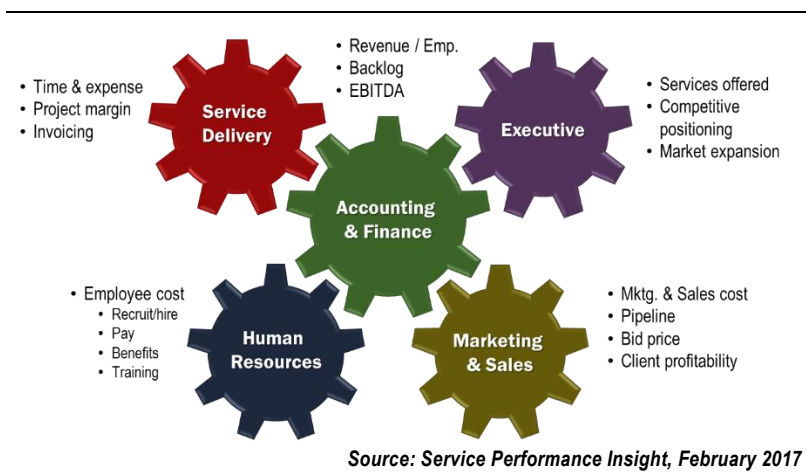 • Revenue / Emp.
• Backlog
• EBITDA
• Time & expense
• Project margin
• Invoicing
Service
Delivery
Executive
• Services offered
• Competitive
positioning
• Market expansion
Accounting
& Finance
• Employee cost
• Recruit/hire
• Pay
• Benefits
• Training
Human
Resources
Marketing
& Sales
• Mktg. & Sales cost
• Pipeline
• Bid price
• Client profitability
Source: Service Performance Insight, February 2017